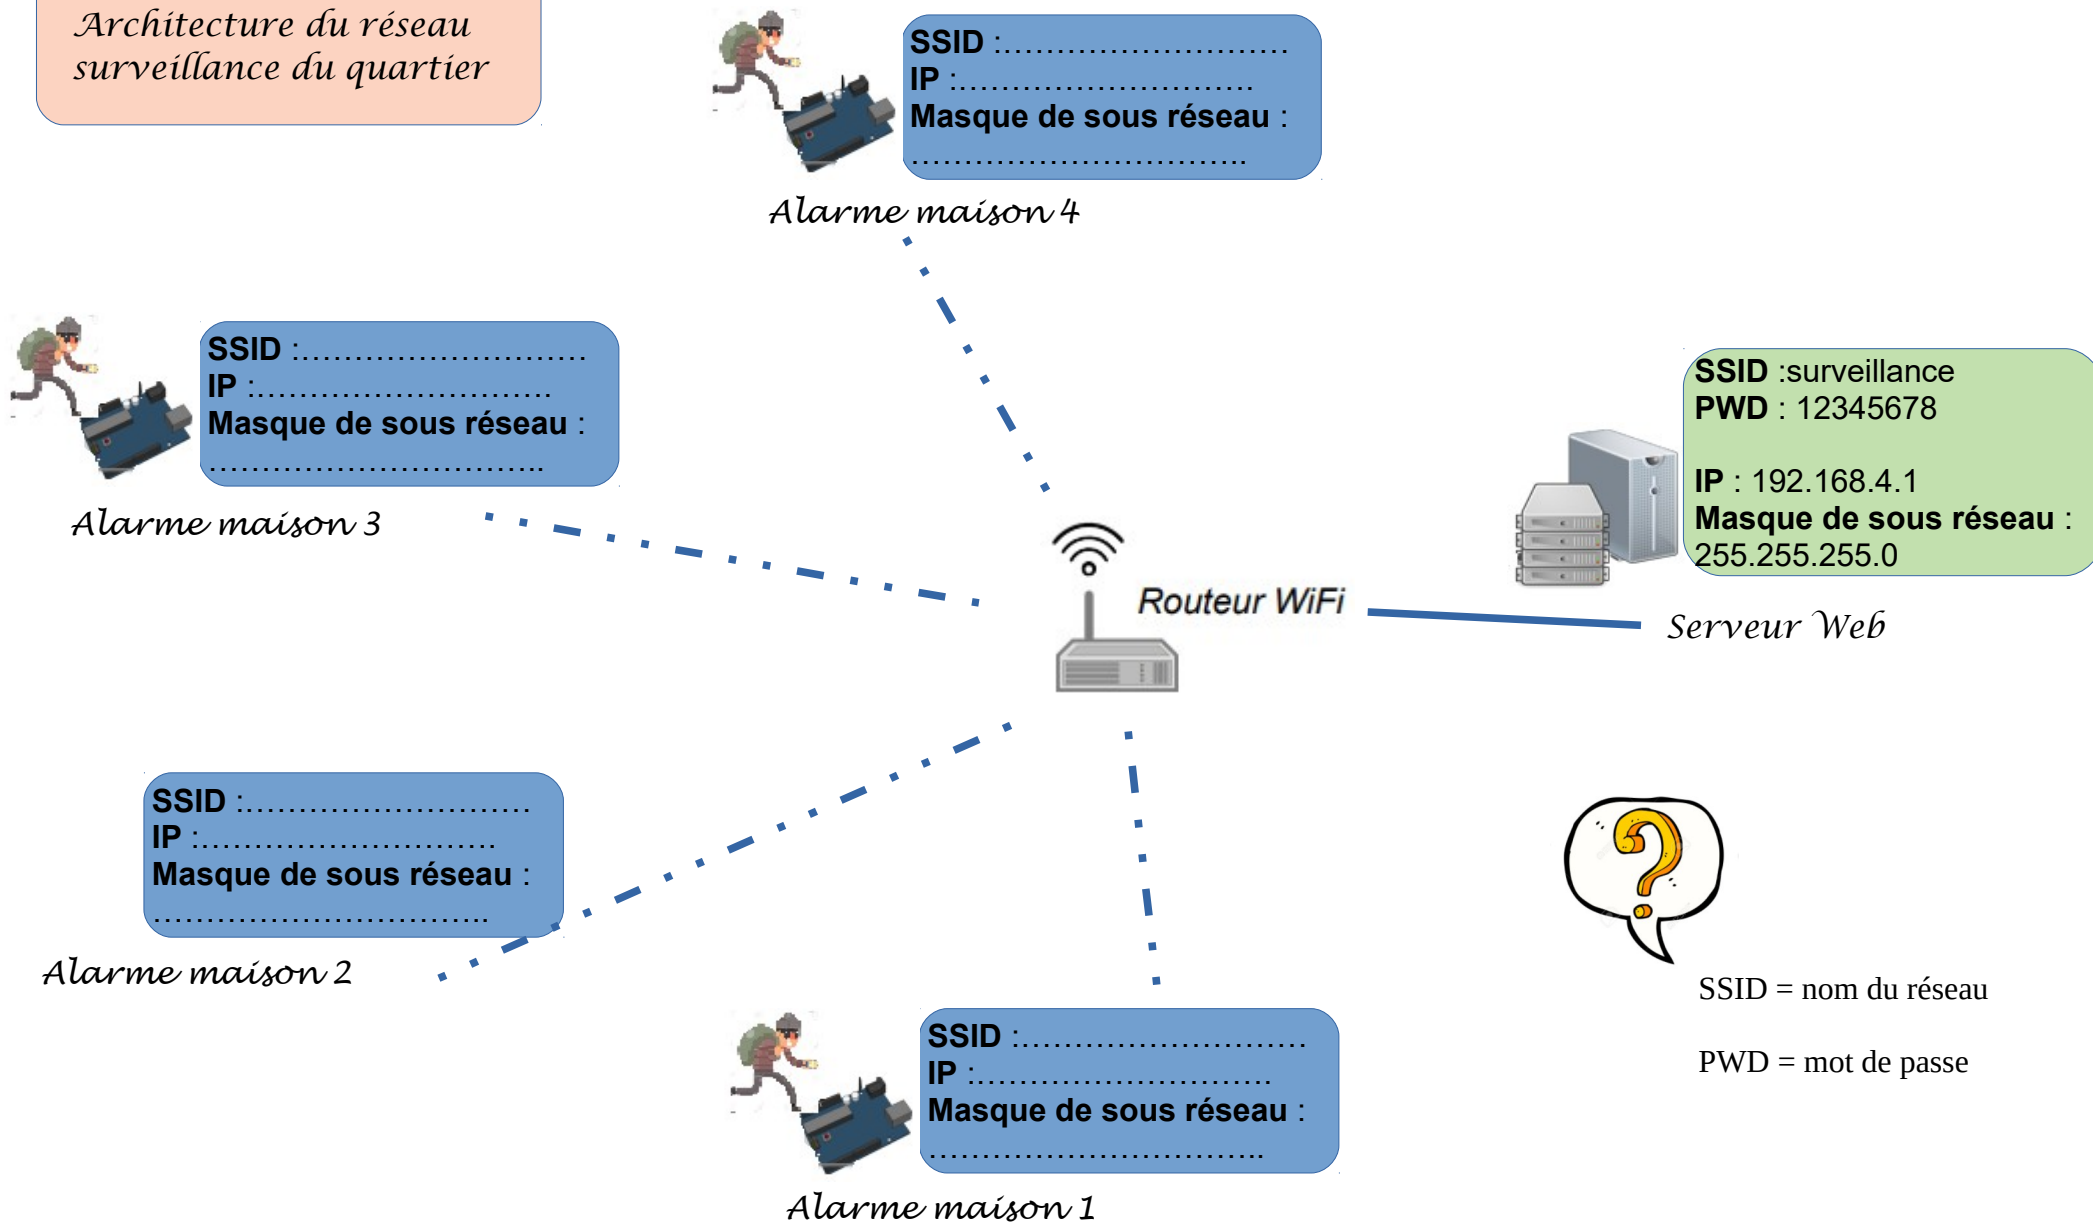 Architecture du réseau
surveillance du quartier
SSID :..............................
IP :..............................
Masque de sous réseau :
..............................
Alarme maison 4
SSID :..............................
IP :..............................
Masque de sous réseau :
..............................
Alarme maison 3
SSID :surveillance
PWD : 12345678
IP : 192.168.4.1
Masque de sous réseau :
255.255.255.0
Serveur Web
Routeur WiFi
SSID :..............................
IP :..............................
Masque de sous réseau :
..............................
Alarme maison 2
SSID :..............................
IP :..............................
Masque de sous réseau :
..............................
Alarme maison 1
SSID = nom du réseau
PWD = mot de passe